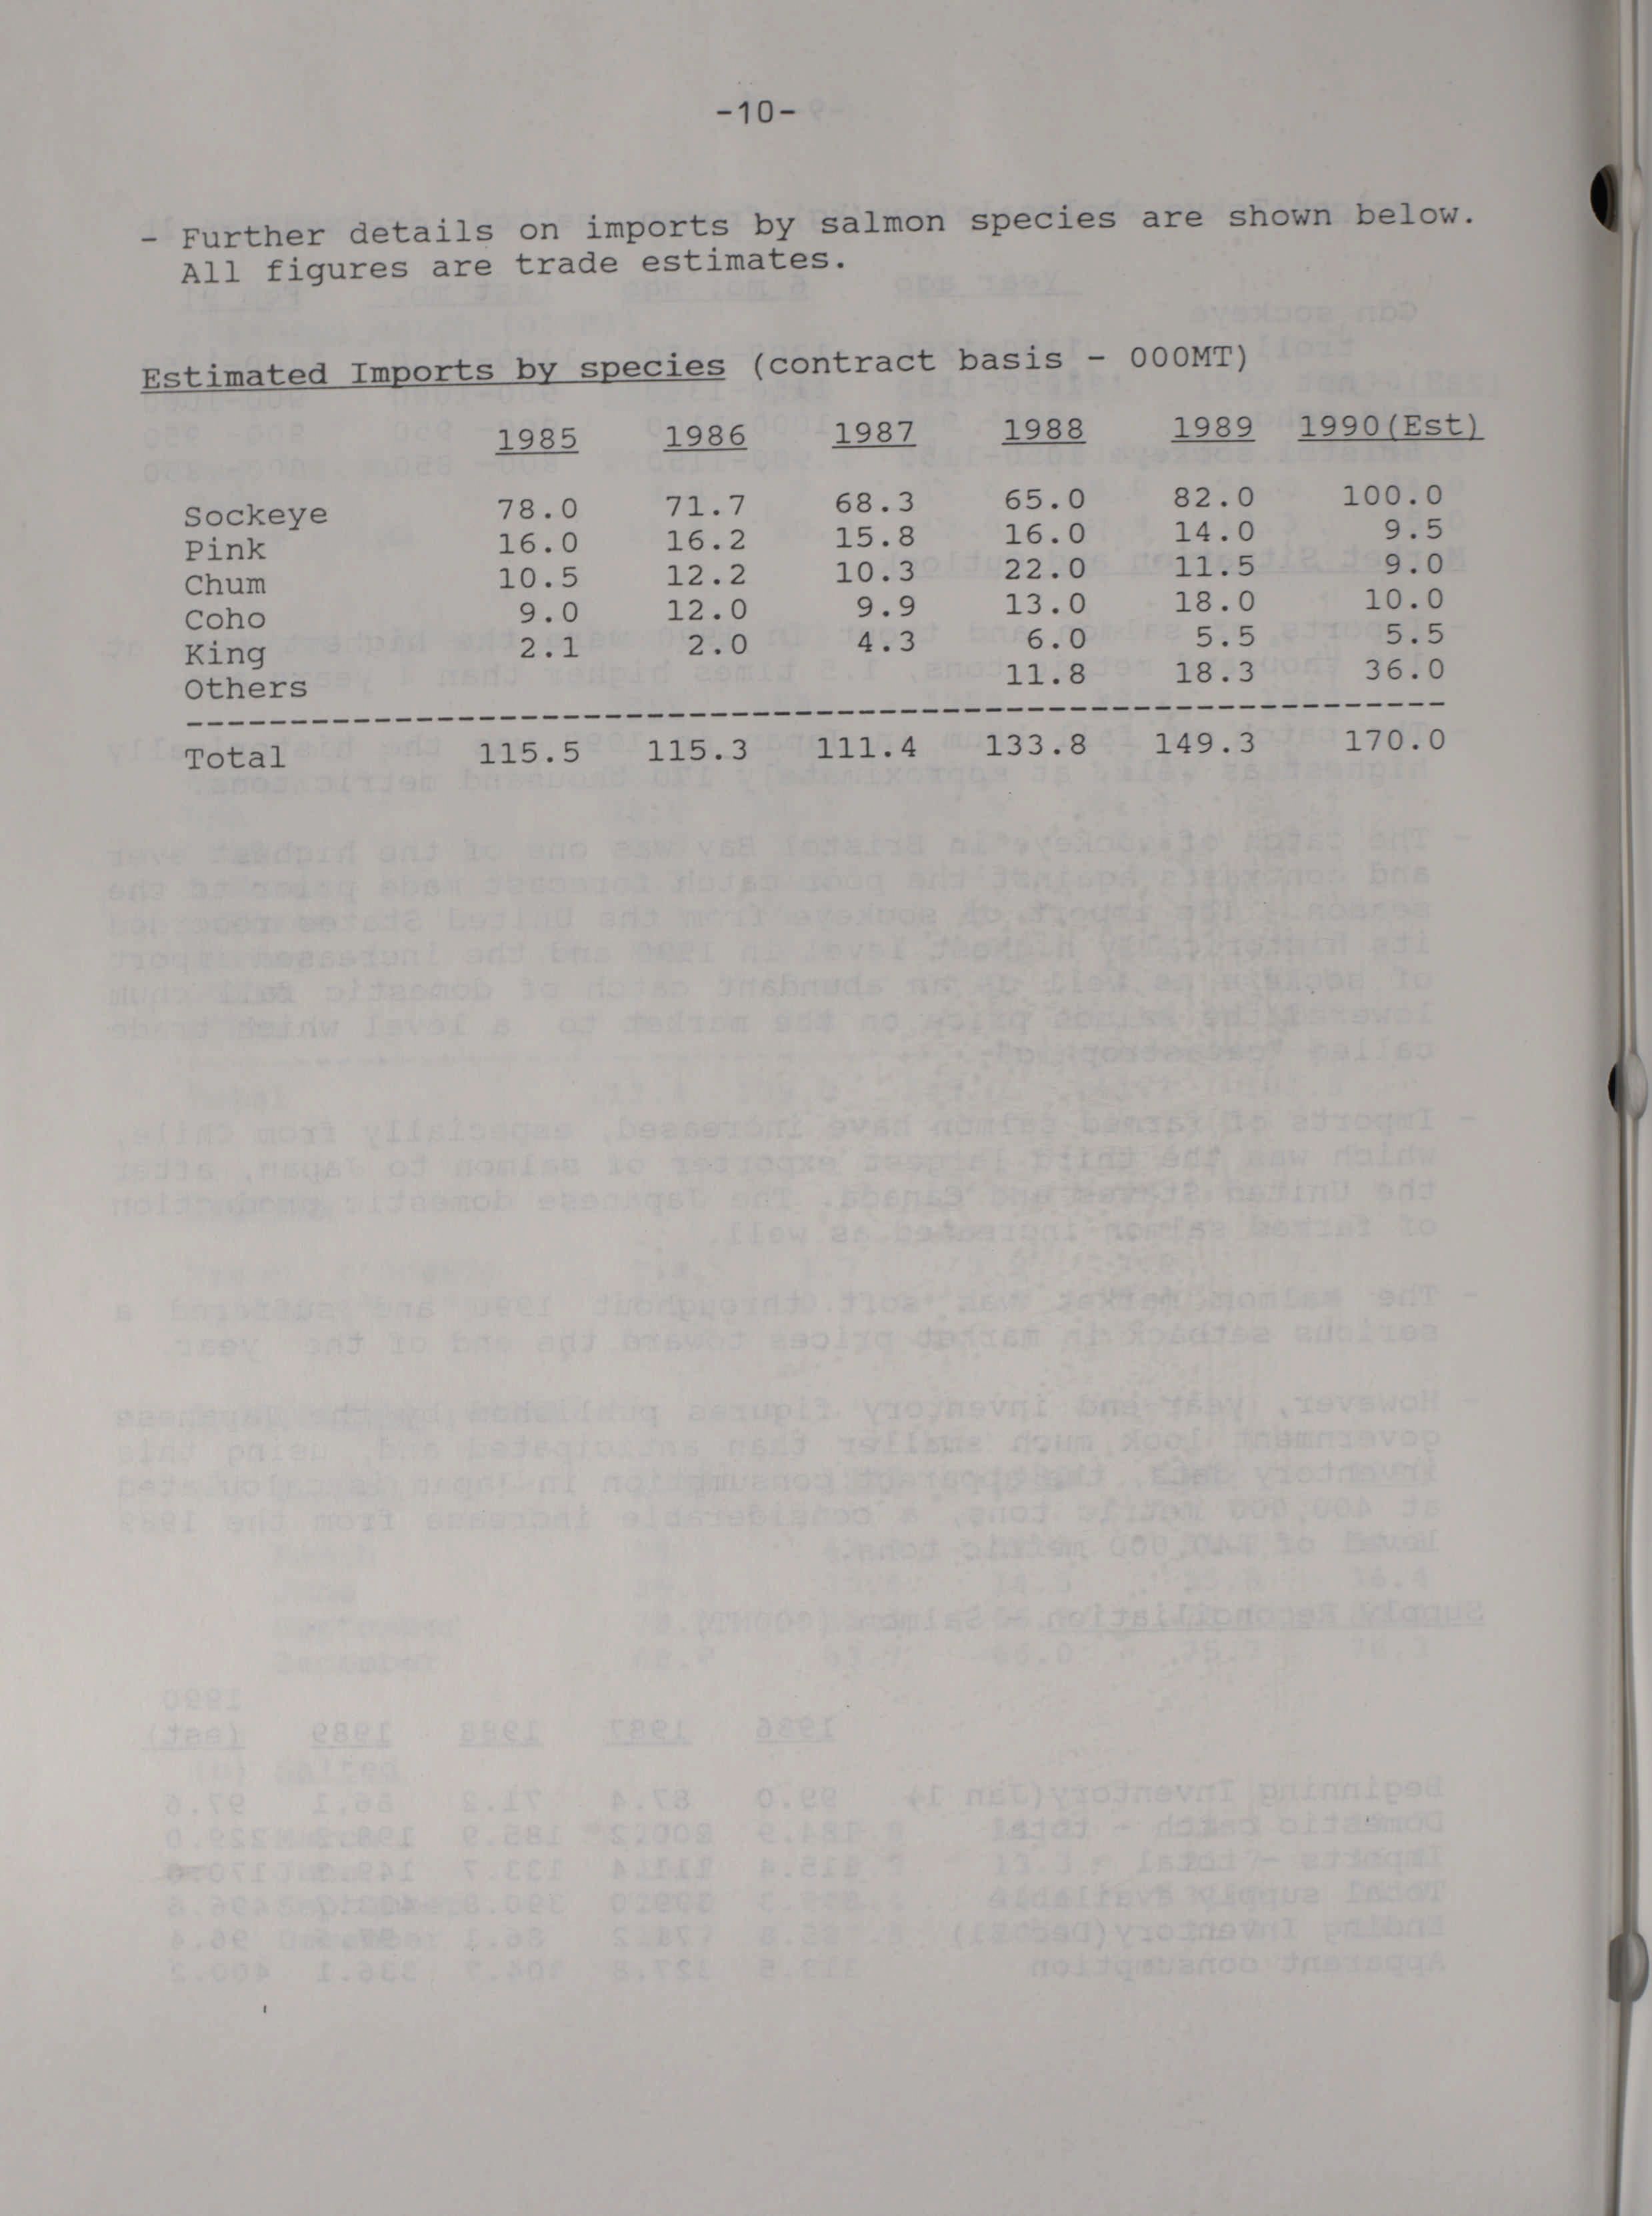 -10-
- Further details on imports by salmon species are shown below.
All figures are trade estimates.
Estimated Imports by species (contract basis - 000MT)
1985 1986 1987 1988 1989 1990(Est)
Sockeye 78.0 71.7 68.3 65.0 82.0 100.0
Pink 16.0 16.2 15.8 16.0 14.0 9.5
Chum 10.5 12.2 10.3 22.0 11.5 9.0
Coho 9.0 12.0 9.9 13.0 18.0 10.0
King 2.1 2.0 4.3 6.0 5.5 5.5
Others 11.8 18.3 36.0
Total 115.5 115.3 111.4 133.8 149.3 170.0